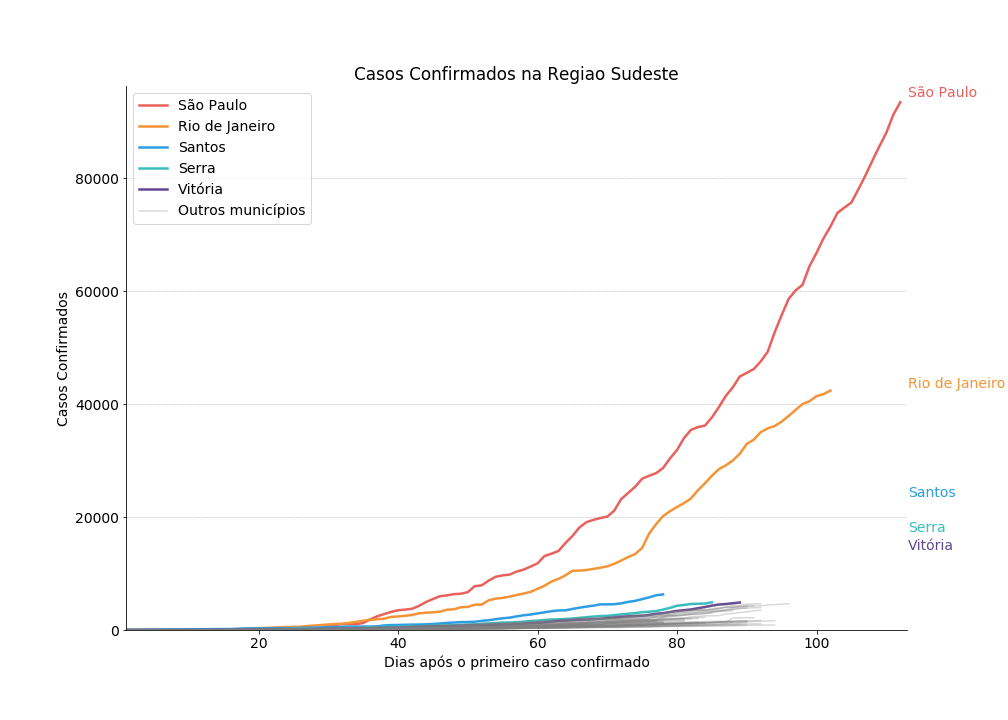 Casos Confirmados na Regiao Sudeste
São Paulo
Rio de Janeiro
Santos
Serra
Vitória
Outros municípios
São Paulo
Rio de Janeiro
Santos
Serra
Vitória
80000
60000
40000
20000
0
Casos Confirmados
20
40
60
80
100
Dias após o primeiro caso confirmado